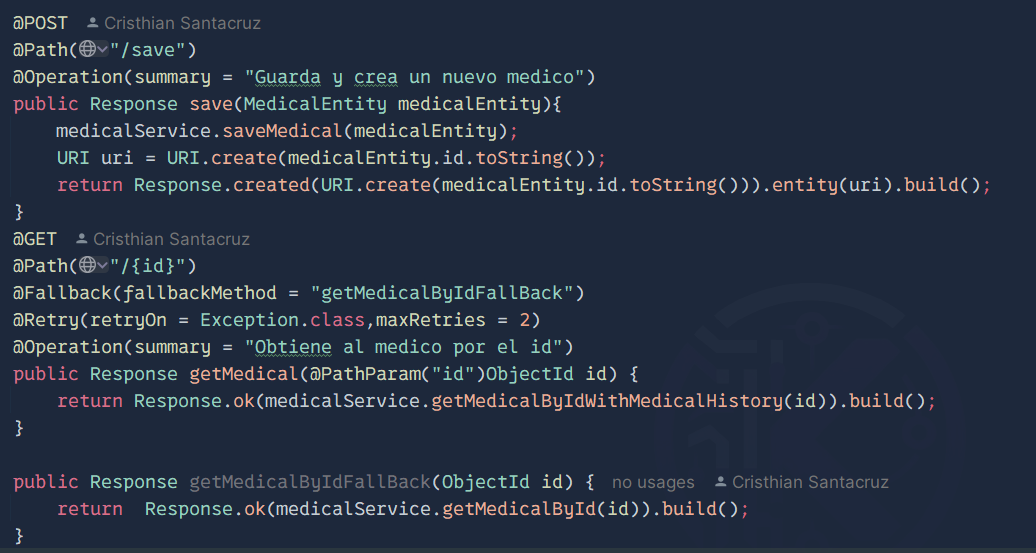 @POST Cristhian Santacruz
@Path("/save")
@Operation(summary = "Guarda y crea un nuevo medico")
public Response save(MedicalEntity medicalEntity){
    medicalService.saveMedical(medicalEntity);
    URI uri = URI.create(medicalEntity.id.toString());
    return Response.created(URI.create(medicalEntity.id.toString())).entity(uri).build();
}
@GET Cristhian Santacruz
@Path("/{id}")
@Fallback(fallbackMethod = "getMedicalByIdFallBack")
@Retry(retryOn = Exception.class,maxRetries = 2)
@Operation(summary = "Obtiene al medico por el id")
public Response getMedical(@PathParam("id")ObjectId id) {
    return Response.ok(medicalService.getMedicalByIdWithMedicalHistory(id)).build();
}
public Response getMedicalByIdFallBack(ObjectId id) { no usages Cristhian Santacruz
    return  Response.ok(medicalService.getMedicalById(id)).build();
}